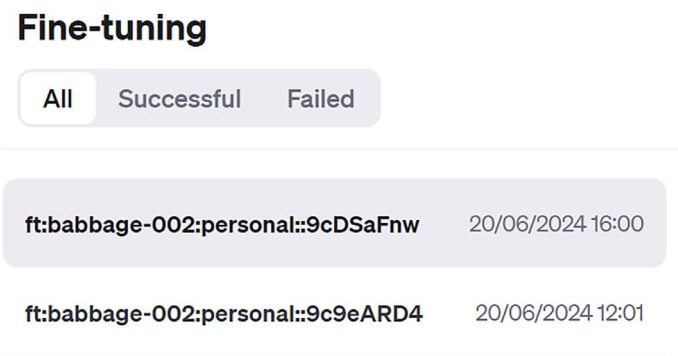 Fine-tuning
All Successful Failed
ft:babbage-002:personal::9cDSaFnw 20/06/2024 16:00
ft:babbage-002:personal::9c9eARD4 20/06/2024 12:01